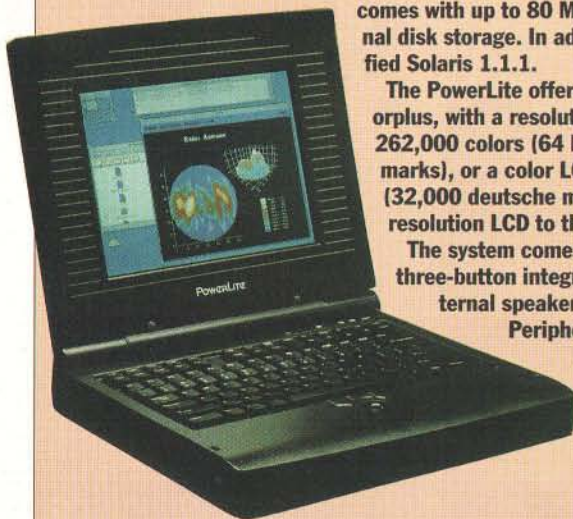 comes with up to 80 M
nal disk storage. In ad
fied Solaris 1.1.1.
The PowerLite offer
orplus, with a resolut
262,000 colors (64 l
marks), or a color LC
(32,000 deutsche m
resolution LCD to th
The system come
three-button integr
ternal speaker
Periph
POWERLITE